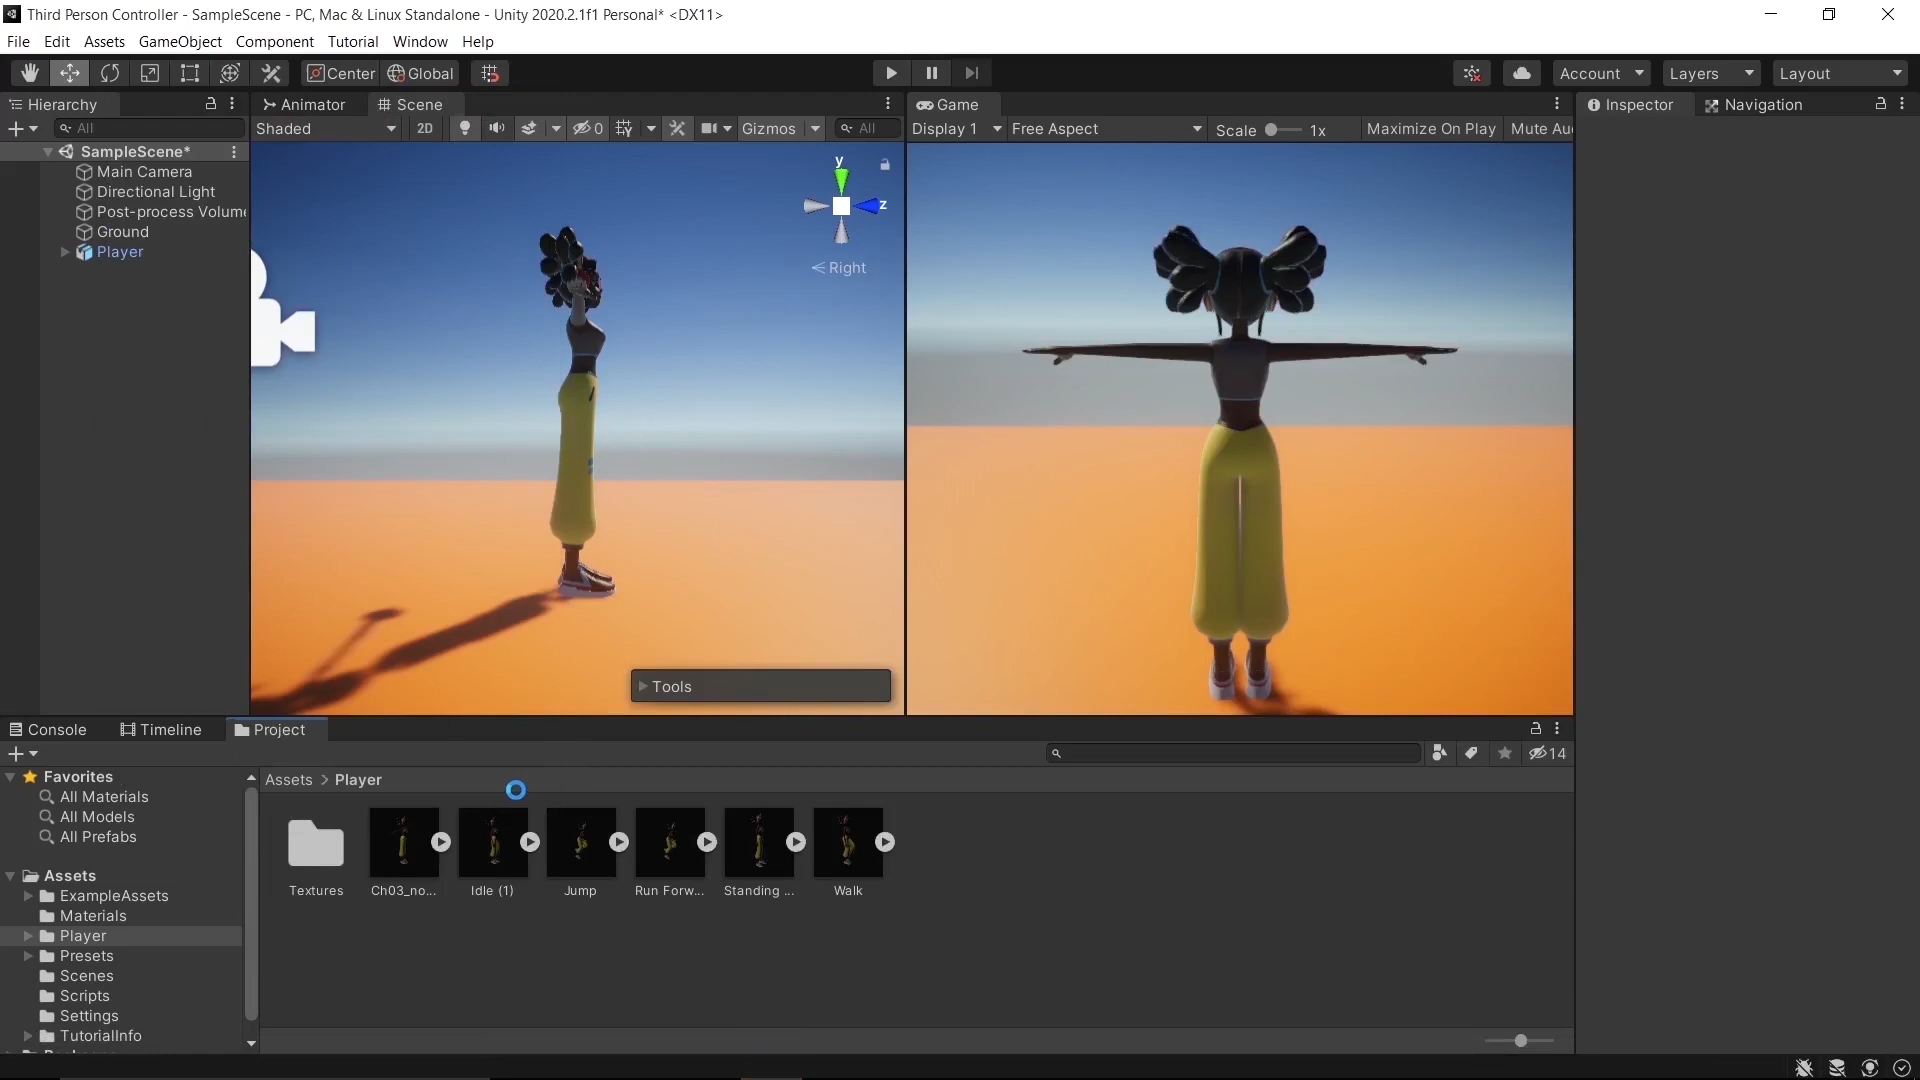 Third Person Controller - SampleScene - PC, Mac & Linux Standalone - Unity 2020.2.1f1 Personal* <DX11>
File Edit Assets GameObject Component Tutorial Window Help
Center Global Account Layers Layout
Hierarchy Animator Scene Game Inspector Navigation
All Shaded 2D 0 Gizmos All Display 1 Free Aspect Scale 1x Maximize On Play Mute Au
SampleScene*
Main Camera
Directional Light
Post-process Volume
Ground
Player
y
z
Right
Tools
Console Timeline Project
14
Favorites
All Materials
All Models
All Prefabs
Assets
ExampleAssets
Materials
Player
Presets
Scenes
Scripts
Settings
TutorialInfo
Assets > Player
Textures Ch03_no... Idle (1) Jump Run Forw... Standing ... Walk